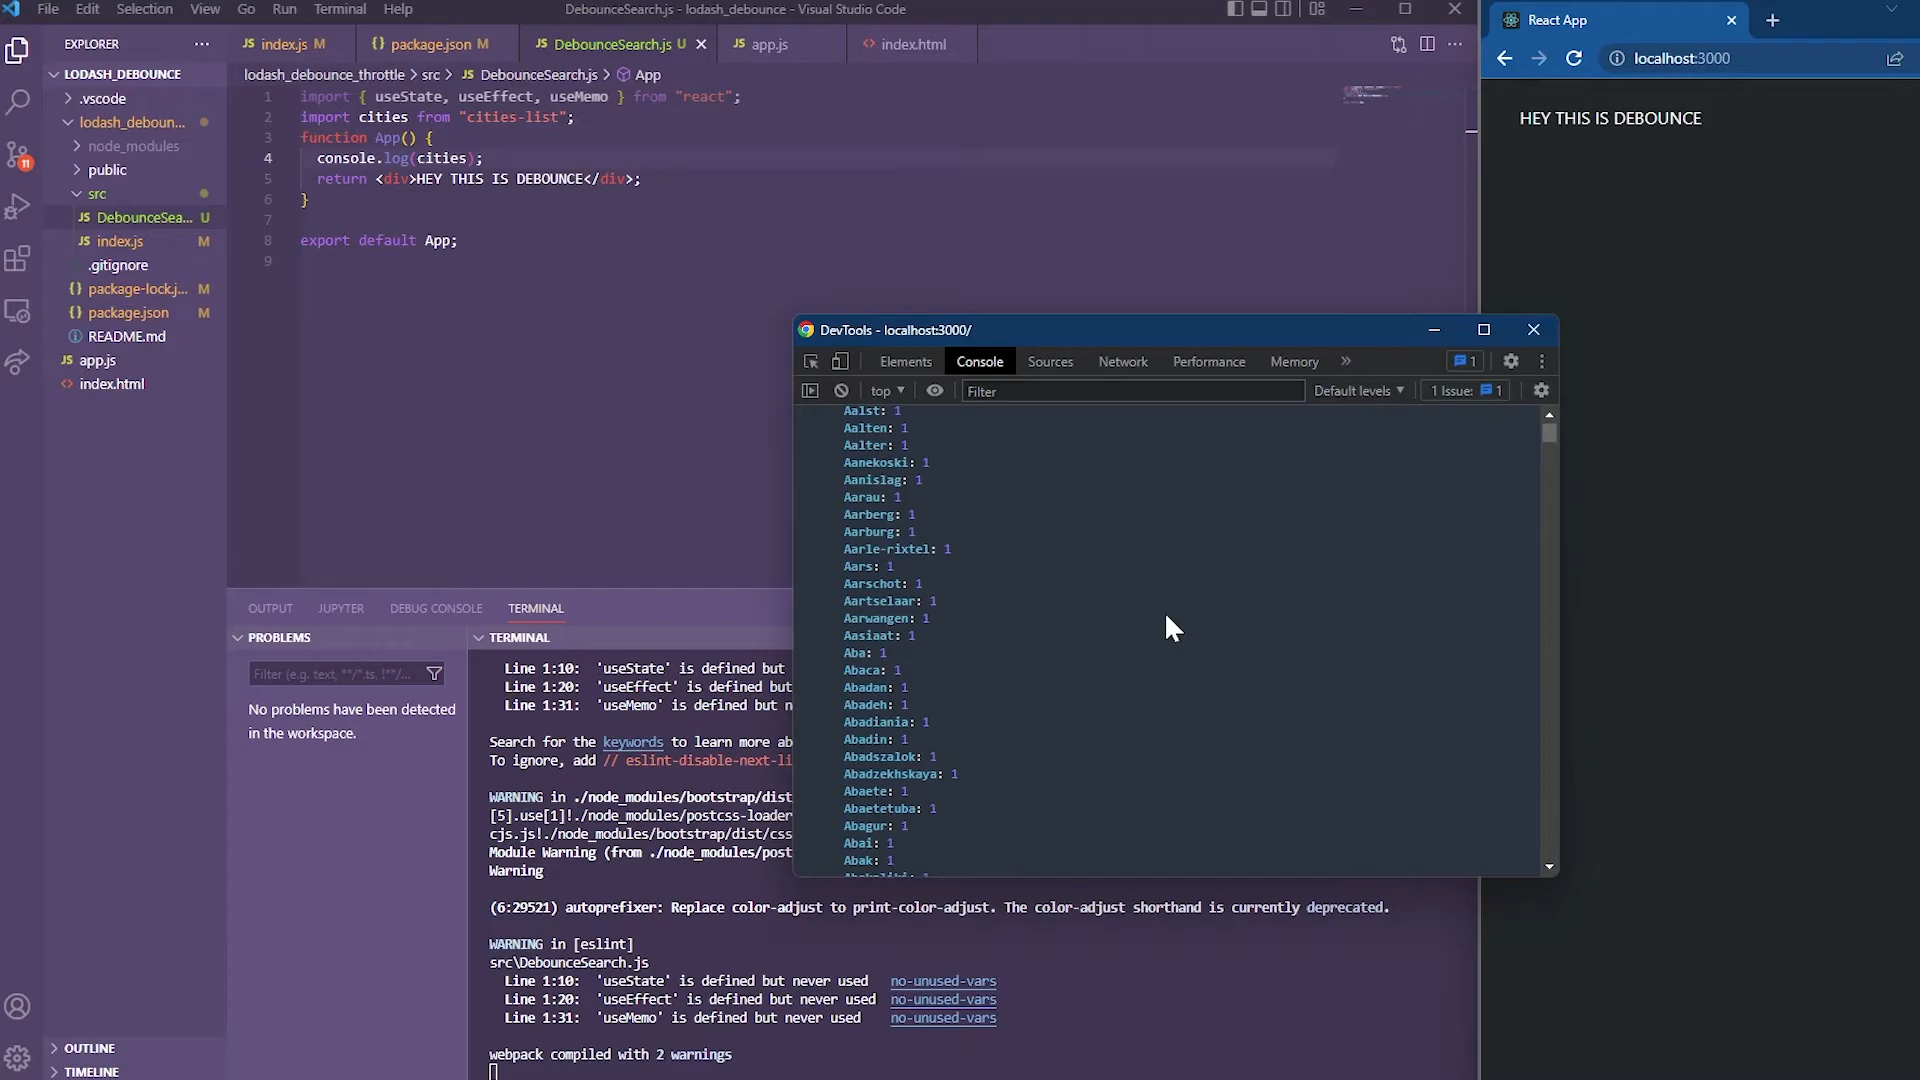 File Edit Selection View Go Run Terminal Help
DebounceSearch.js - lodash_debounce - Visual Studio Code
EXPLORER
LODASH_DEBOUNCE
.vscode
lodash_deboun...
node_modules
public
src
JS DebounceSea... U
JS index.js M
.gitignore
{} package-lock.j... M
{} package.json M
README.md
JS app.js
<> index.html
11
OUTLINE
TIMELINE
JS index.js M
{} package.json M
JS DebounceSearch.js U
JS app.js
<> index.html
lodash_debounce_throttle > src > JS DebounceSearch.js > App
1 import { useState, useEffect, useMemo } from "react";
2 import cities from "cities-list";
3 function App() {
4 console.log(cities);
5 return <div>HEY THIS IS DEBOUNCE</div>;
6 }
7
8 export default App;
9
OUTPUT JUPYTER DEBUG CONSOLE TERMINAL
PROBLEMS
Filter (e.g. text, **/*.ts, !**/...
No problems have been detected
in the workspace.
TERMINAL
Line 1:10: 'useState' is defined but
Line 1:20: 'useEffect' is defined but
Line 1:31: 'useMemo' is defined but n
Search for the keywords to learn more ab
To ignore, add // eslint-disable-next-li
WARNING in ./node_modules/bootstrap/dist
[5].use[1]!./node_modules/postcss-loader
cjs.js!./node_modules/bootstrap/dist/css
Module Warning (from ./node_modules/post
Warning
(6:29521) autoprefixer: Replace color-adjust to print-color-adjust. The color-adjust shorthand is currently deprecated.
WARNING in [eslint]
src\DebounceSearch.js
Line 1:10: 'useState' is defined but never used no-unused-vars
Line 1:20: 'useEffect' is defined but never used no-unused-vars
Line 1:31: 'useMemo' is defined but never used no-unused-vars
webpack compiled with 2 warnings
DevTools - localhost:3000/
Elements Console Sources Network Performance Memory » 1
top Filter Default levels 1 Issue: 1
Aalst: 1
Aalten: 1
Aalter: 1
Aanekoski: 1
Aanislag: 1
Aarau: 1
Aarberg: 1
Aarburg: 1
Aarle-rixtel: 1
Aars: 1
Aarschot: 1
Aartselaar: 1
Aarwangen: 1
Aasiaat: 1
Aba: 1
Abaca: 1
Abadan: 1
Abadeh: 1
Abadiania: 1
Abadin: 1
Abadszalok: 1
Abadzekhskaya: 1
Abaete: 1
Abaetetuba: 1
Abagur: 1
Abai: 1
Abak: 1
React App
localhost:3000
HEY THIS IS DEBOUNCE